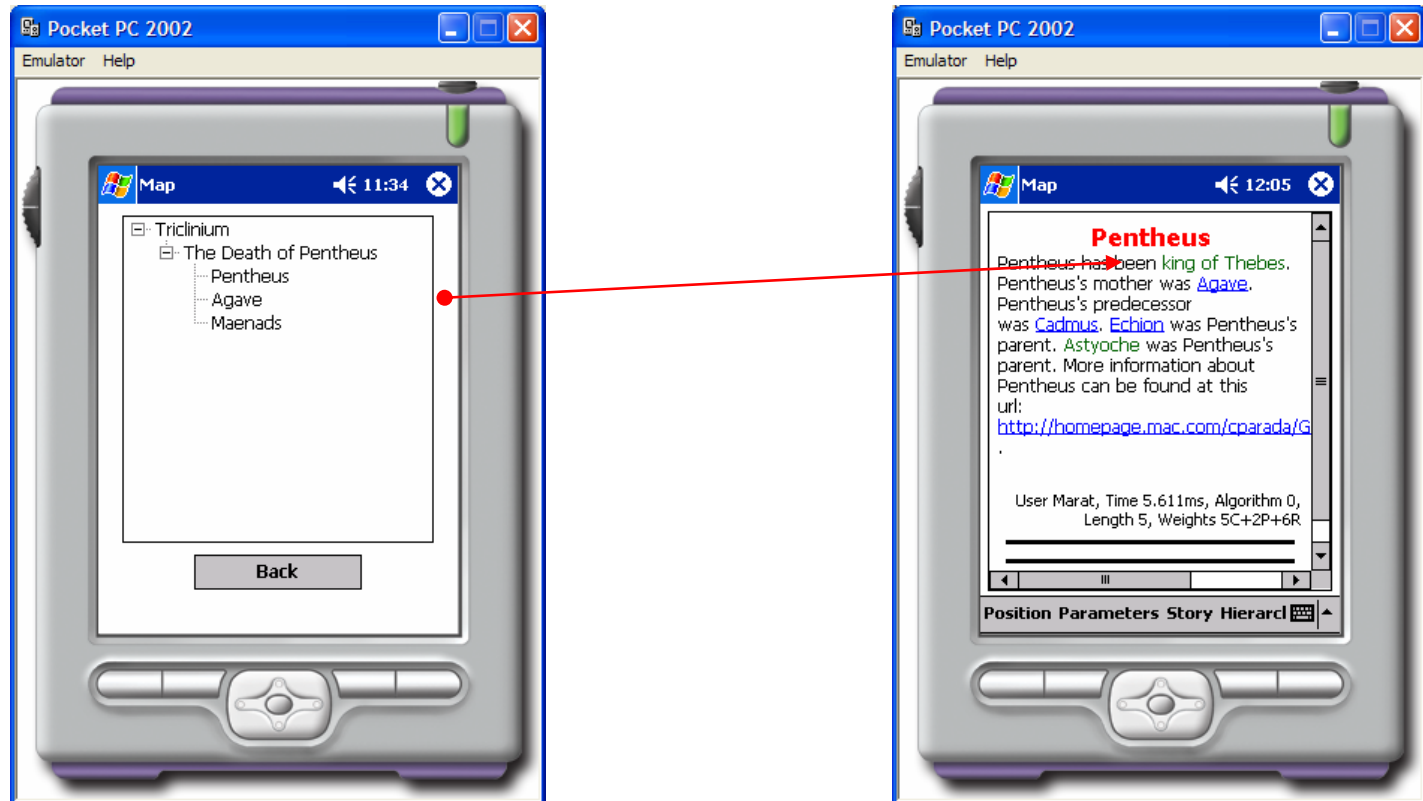 Pocket PC 2002
Emulator Help
Map 11:34
Triclinium
The Death of Pentheus
Pentheus
Agave
Maenads
Back
Pocket PC 2002
Emulator Help
Map 12:05
Pentheus
Pentheus has been king of Thebes.
Pentheus's mother was Agave.
Pentheus's predecessor
was Cadmus. Echion was Pentheus's
parent. Astyoche was Pentheus's
parent. More information about
Pentheus can be found at this
url:
http://homepage.mac.com/cparada/G
.
User Marat, Time 5.611ms, Algorithm 0,
Length 5, Weights 5C+2P+6R
Position Parameters Story Hierarcl